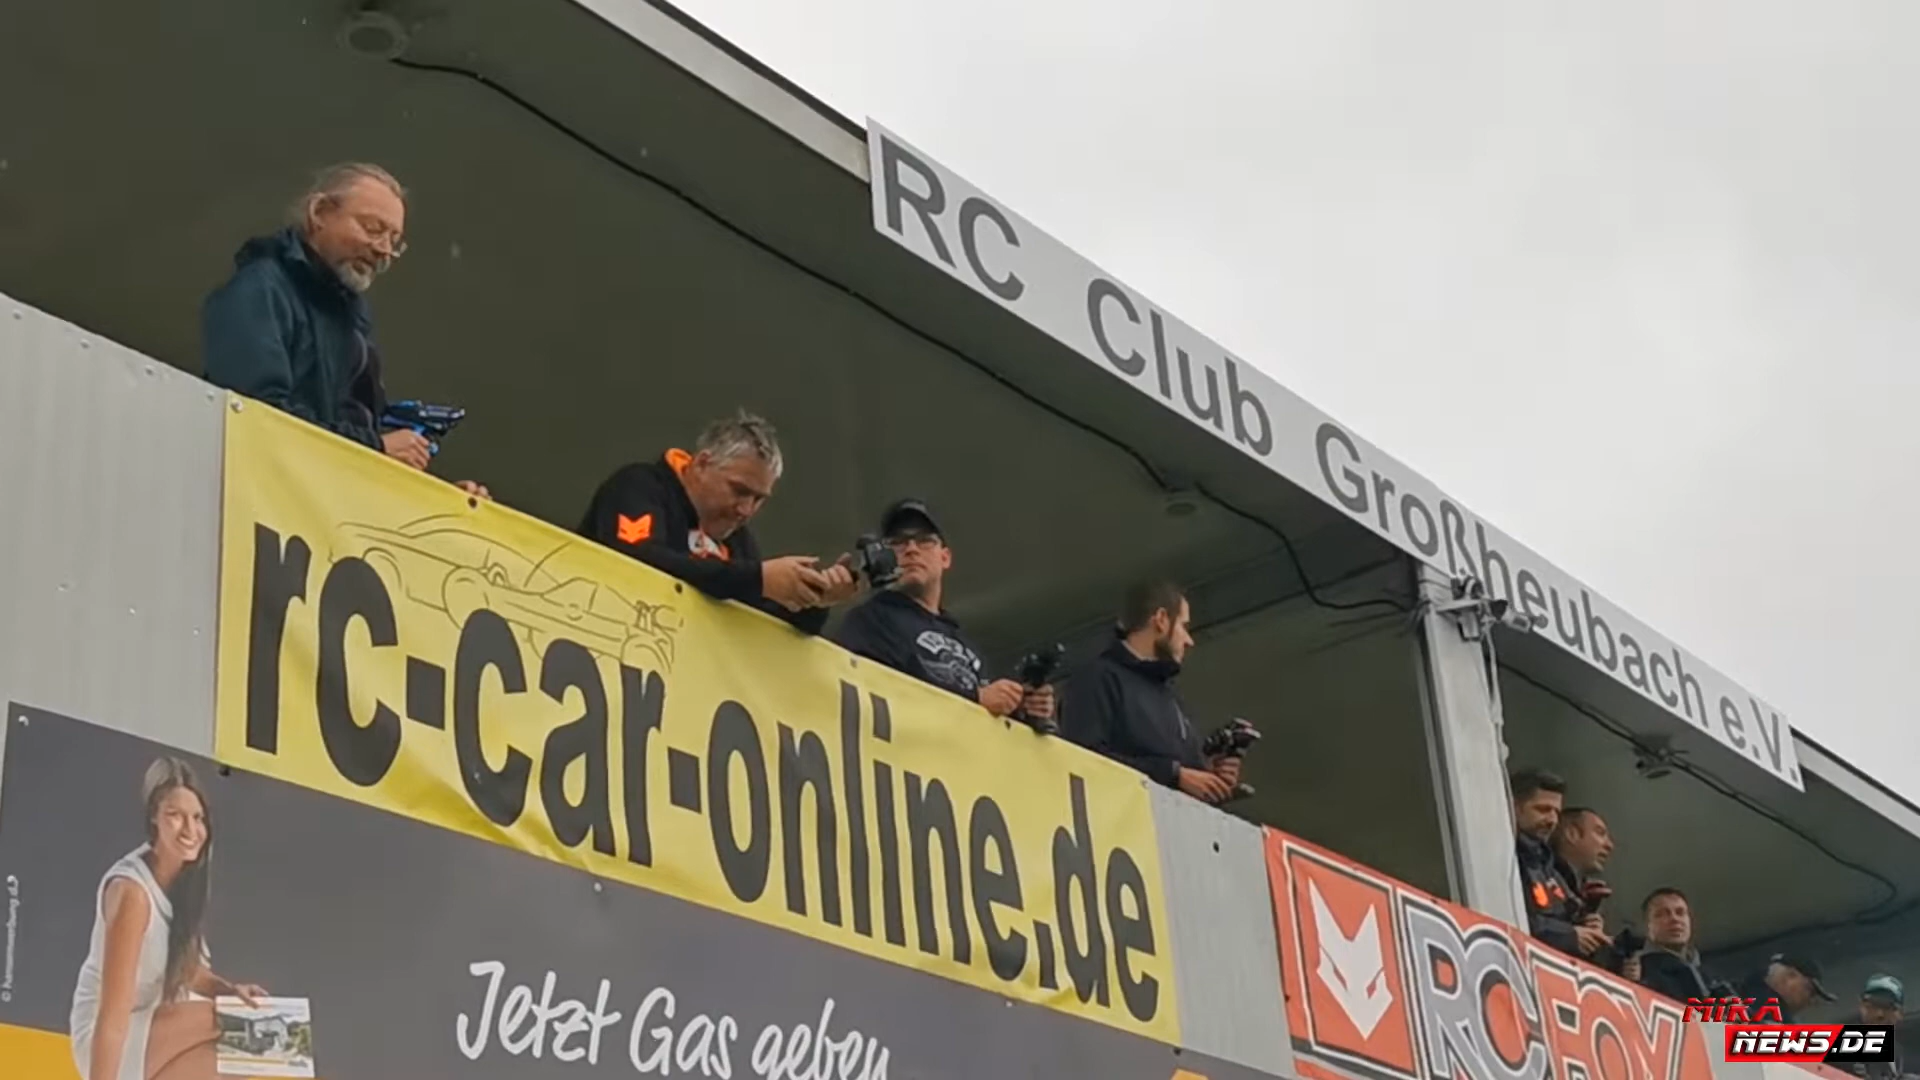 RC Club Großheubach e.V.
rc-car-online.de
Jetzt Gas geben
RC FOX
MIKA
NEWS.DE